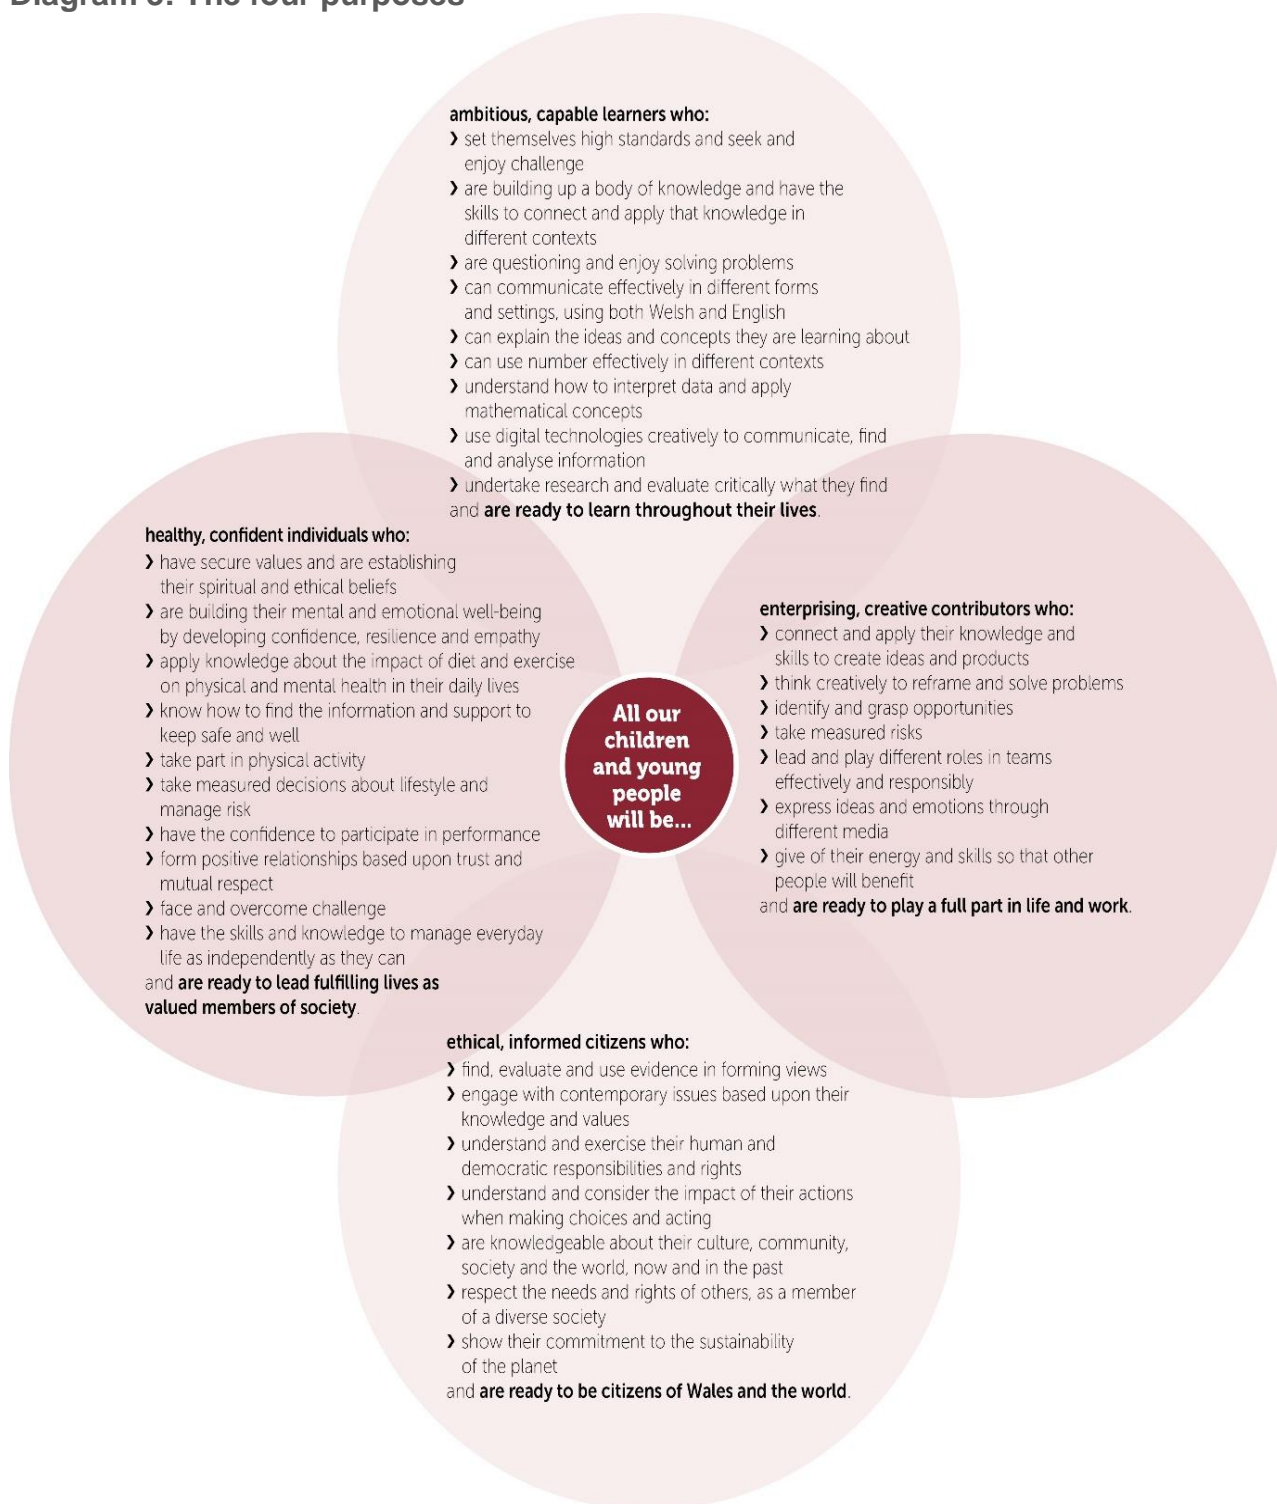 Diagram 3: The four purposes
ambitious, capable learners who:
❯ set themselves high standards and seek and
enjoy challenge
❯ are building up a body of knowledge and have the
skills to connect and apply that knowledge in
different contexts
❯ are questioning and enjoy solving problems
❯ can communicate effectively in different forms
and settings, using both Welsh and English
❯ can explain the ideas and concepts they are learning about
❯ can use number effectively in different contexts
❯ understand how to interpret data and apply
mathematical concepts
❯ use digital technologies creatively to communicate, find
and analyse information
❯ undertake research and evaluate critically what they find
and are ready to learn throughout their lives.
healthy, confident individuals who:
❯ have secure values and are establishing
their spiritual and ethical beliefs
❯ are building their mental and emotional well-being
by developing confidence, resilience and empathy
❯ apply knowledge about the impact of diet and exercise
on physical and mental health in their daily lives
❯ know how to find the information and support to
keep safe and well
❯ take part in physical activity
❯ take measured decisions about lifestyle and
manage risk
❯ have the confidence to participate in performance
❯ form positive relationships based upon trust and
mutual respect
❯ face and overcome challenge
❯ have the skills and knowledge to manage everyday
life as independently as they can
and are ready to lead fulfilling lives as
valued members of society.
All our
children
and young
people
will be...
enterprising, creative contributors who:
❯ connect and apply their knowledge and
skills to create ideas and products
❯ think creatively to reframe and solve problems
❯ identify and grasp opportunities
❯ take measured risks
❯ lead and play different roles in teams
effectively and responsibly
❯ express ideas and emotions through
different media
❯ give of their energy and skills so that other
people will benefit
and are ready to play a full part in life and work.
ethical, informed citizens who:
❯ find, evaluate and use evidence in forming views
❯ engage with contemporary issues based upon their
knowledge and values
❯ understand and exercise their human and
democratic responsibilities and rights
❯ understand and consider the impact of their actions
when making choices and acting
❯ are knowledgeable about their culture, community,
society and the world, now and in the past
❯ respect the needs and rights of others, as a member
of a diverse society
❯ show their commitment to the sustainability
of the planet
and are ready to be citizens of Wales and the world.